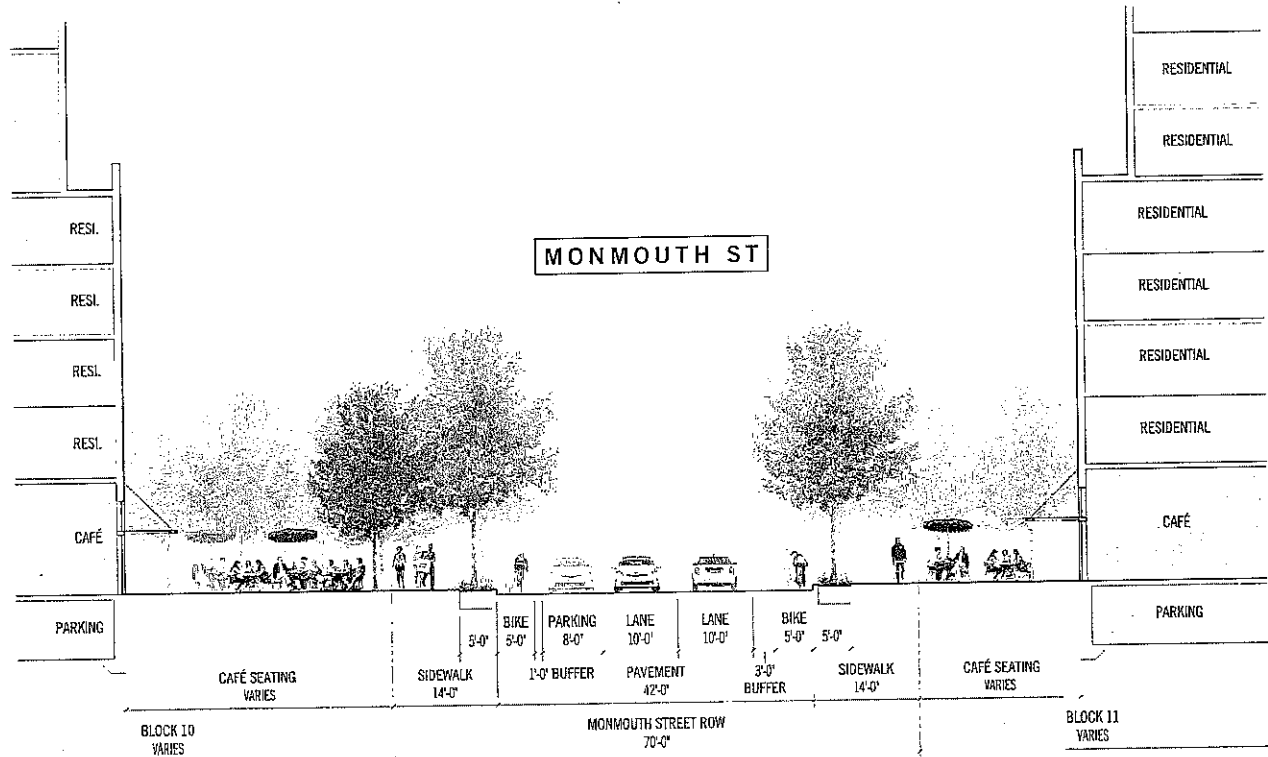 RESIDENTIAL
RESIDENTIAL
RESI.
RESIDENTIAL
MONMOUTH ST
RESI.
RESIDENTIAL
RESI.
RESIDENTIAL
RESI.
RESIDENTIAL
CAFÉ
CAFÉ
PARKING
5'-0"
BIKE
5'-0"
PARKING
8'-0"
LANE
10'-0"
LANE
10'-0"
BIKE
5'-0"
5'-0"
PARKING
CAFÉ SEATING
VARIES
SIDEWALK
14'-0"
1'-0" BUFFER
PAVEMENT
42'-0"
3'-0"
BUFFER
SIDEWALK
14'-0"
CAFÉ SEATING
VARIES
BLOCK 10
VARIES
MONMOUTH STREET ROW
70'-0"
BLOCK 11
VARIES